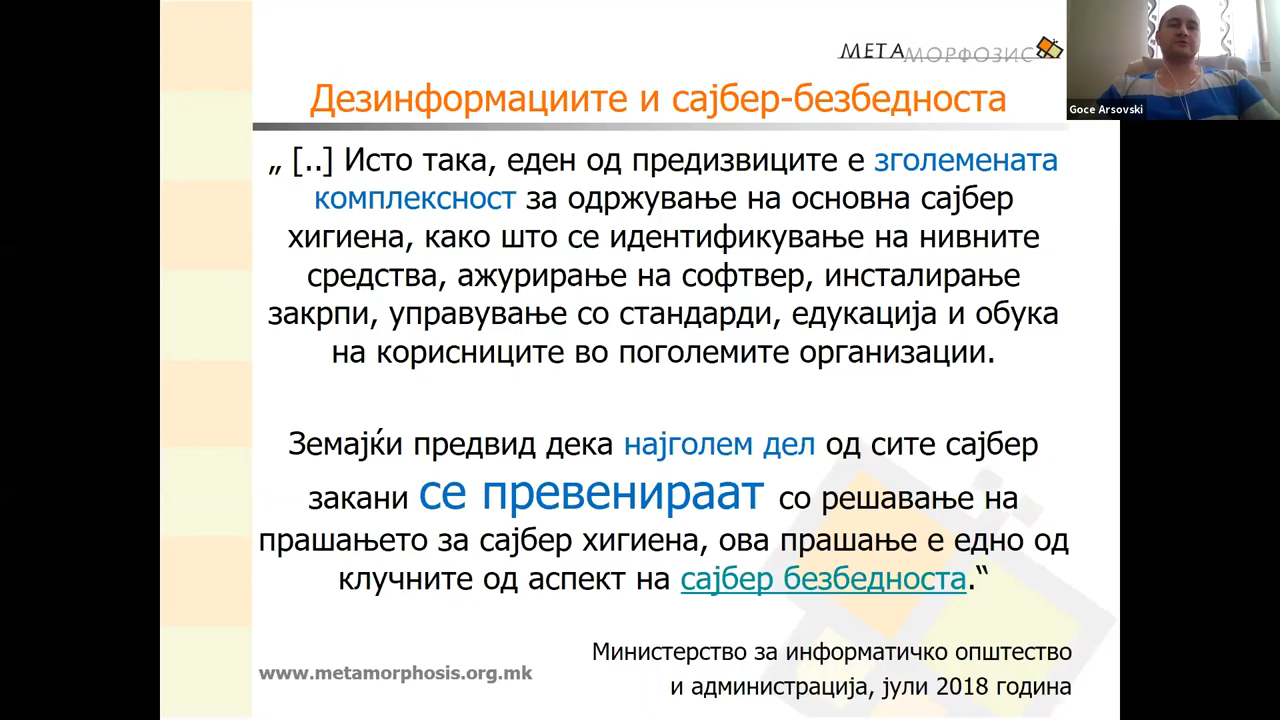 МЕТАМОРФОЗИС
Goce Arsovski
Дезинформациите и сајбер-безбедноста
„ [..] Исто така, еден од предизвиците е зголемената
комплексност за одржување на основна сајбер
хигиена, како што се идентификување на нивните
средства, ажурирање на софтвер, инсталирање
закрпи, управување со стандарди, едукација и обука
на корисниците во поголемите организации.
Земајќи предвид дека најголем дел од сите сајбер
закани се превенираат со решавање на
прашањето за сајбер хигиена, ова прашање е едно од
клучните од аспект на сајбер безбедноста.“
Министерство за информатичко општество
и администрација, јули 2018 година
www.metamorphosis.org.mk